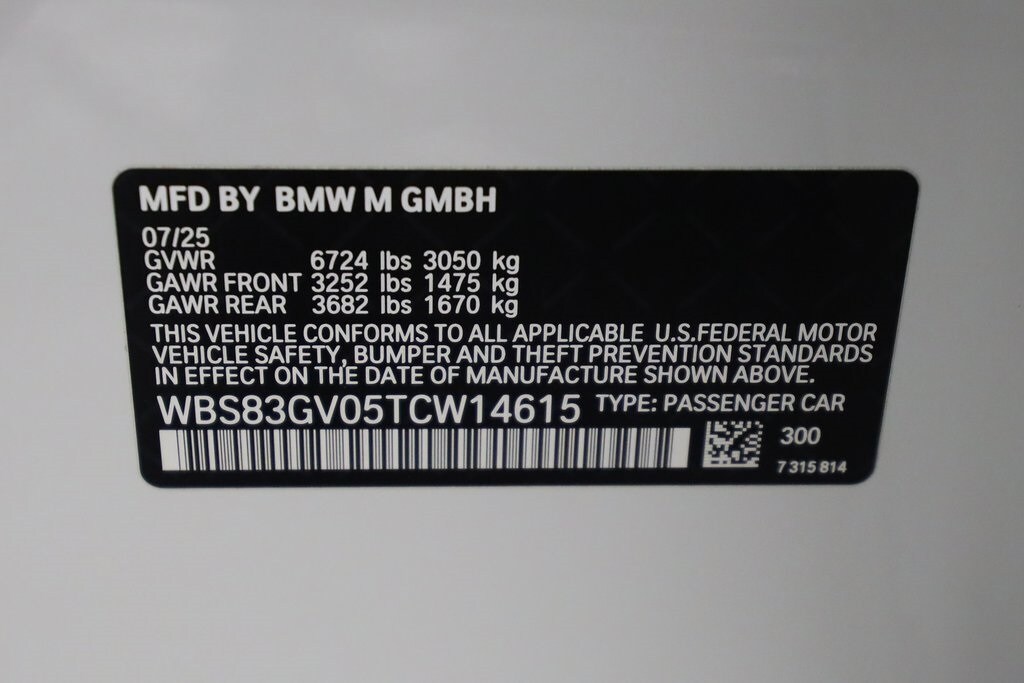 MFD BY BMW M GMBH
07/25
GVWR 6724 lbs 3050 kg
GAWR FRONT 3252 lbs 1475 kg
GAWR REAR 3682 lbs 1670 kg
THIS VEHICLE CONFORMS TO ALL APPLICABLE U.S.FEDERAL MOTOR
VEHICLE SAFETY, BUMPER AND THEFT PREVENTION STANDARDS
IN EFFECT ON THE DATE OF MANUFACTURE SHOWN ABOVE.
WBS83GV05TCW14615 TYPE: PASSENGER CAR
300
7 315 814